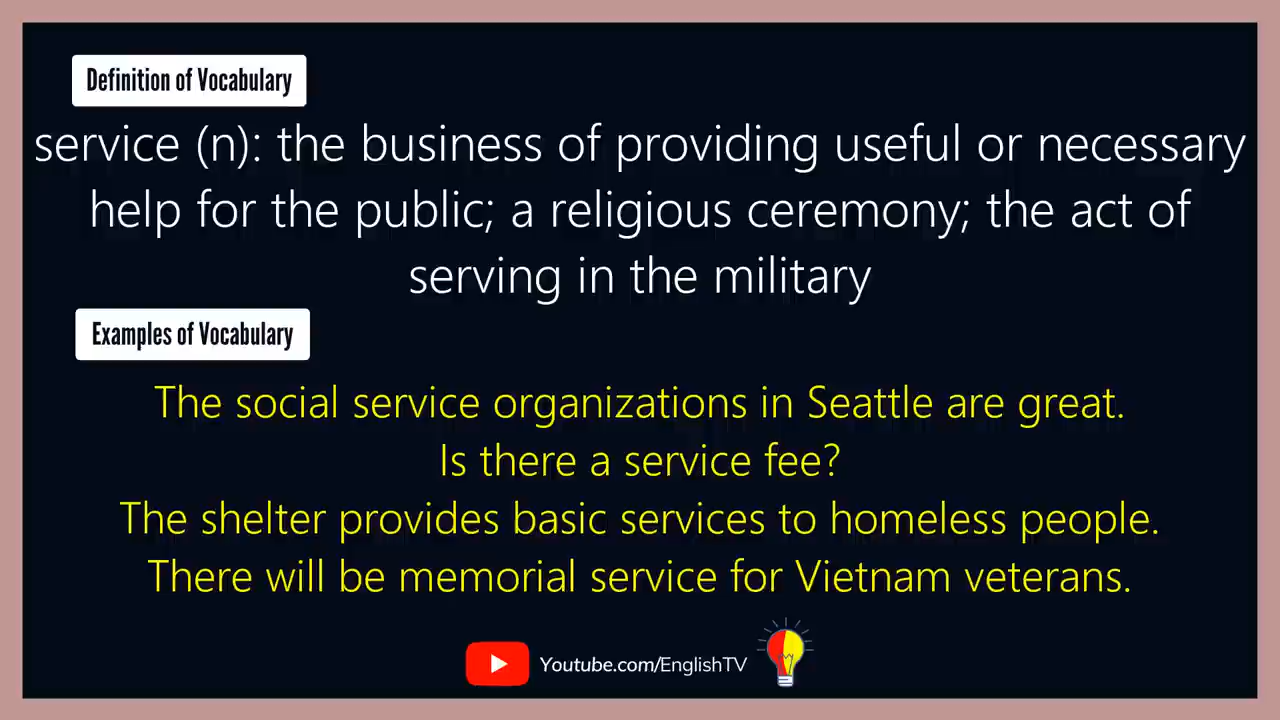 Definition of Vocabulary
service (n): the business of providing useful or necessary
help for the public; a religious ceremony; the act of
serving in the military
Examples of Vocabulary
The social service organizations in Seattle are great.
Is there a service fee?
The shelter provides basic services to homeless people.
There will be memorial service for Vietnam veterans.
Youtube.com/EnglishTV